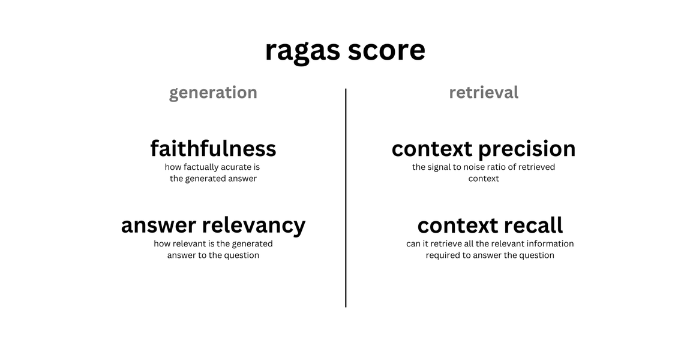 ragas score
generation
faithfulness
how factually acurate is
the generated answer
answer relevancy
how relevant is the generated
answer to the question
retrieval
context precision
the signal to noise ratio of retrieved
context
context recall
can it retrieve all the relevant information
required to answer the question